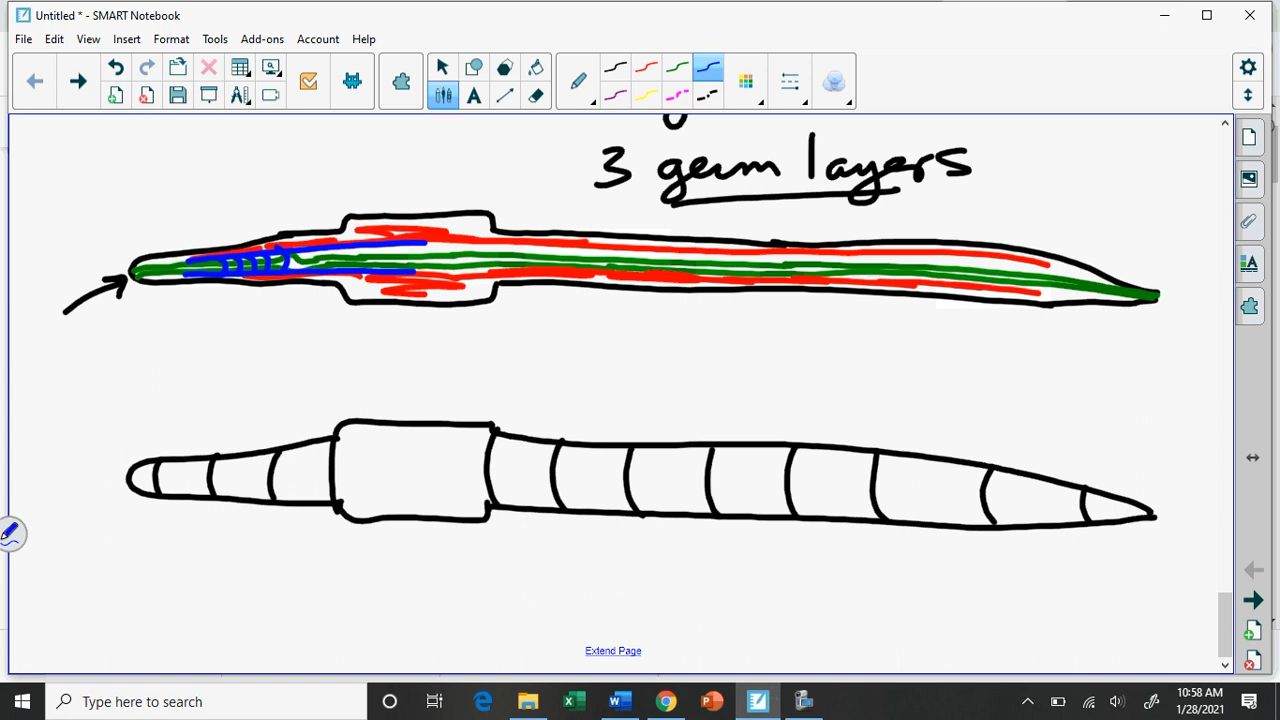 Untitled * - SMART Notebook
File Edit View Insert Format Tools Add-ons Account Help
3 germ layers
Extend Page
Type here to search
10:58 AM
1/28/2021